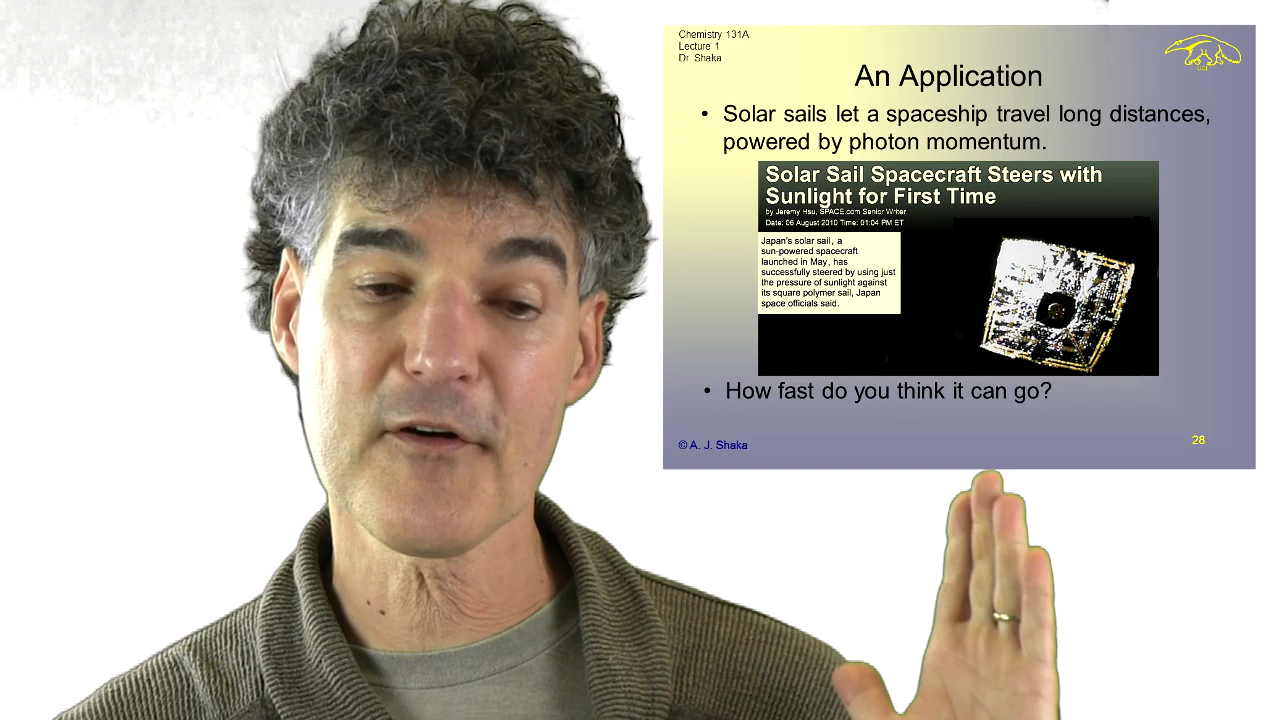 Chemistry 131A
Lecture 1
Dr. Shaka
UCI
An Application
• Solar sails let a spaceship travel long distances,
powered by photon momentum.
Solar Sail Spacecraft Steers with
Sunlight for First Time
by Jeremy Hsu, SPACE.com Senior Writer
Date: 06 August 2010 Time: 01:04 PM ET
Japan's solar sail, a
sun-powered spacecraft
launched in May, has
successfully steered by using just
the pressure of sunlight against
its square polymer sail, Japan
space officials said.
• How fast do you think it can go?
© A. J. Shaka
28